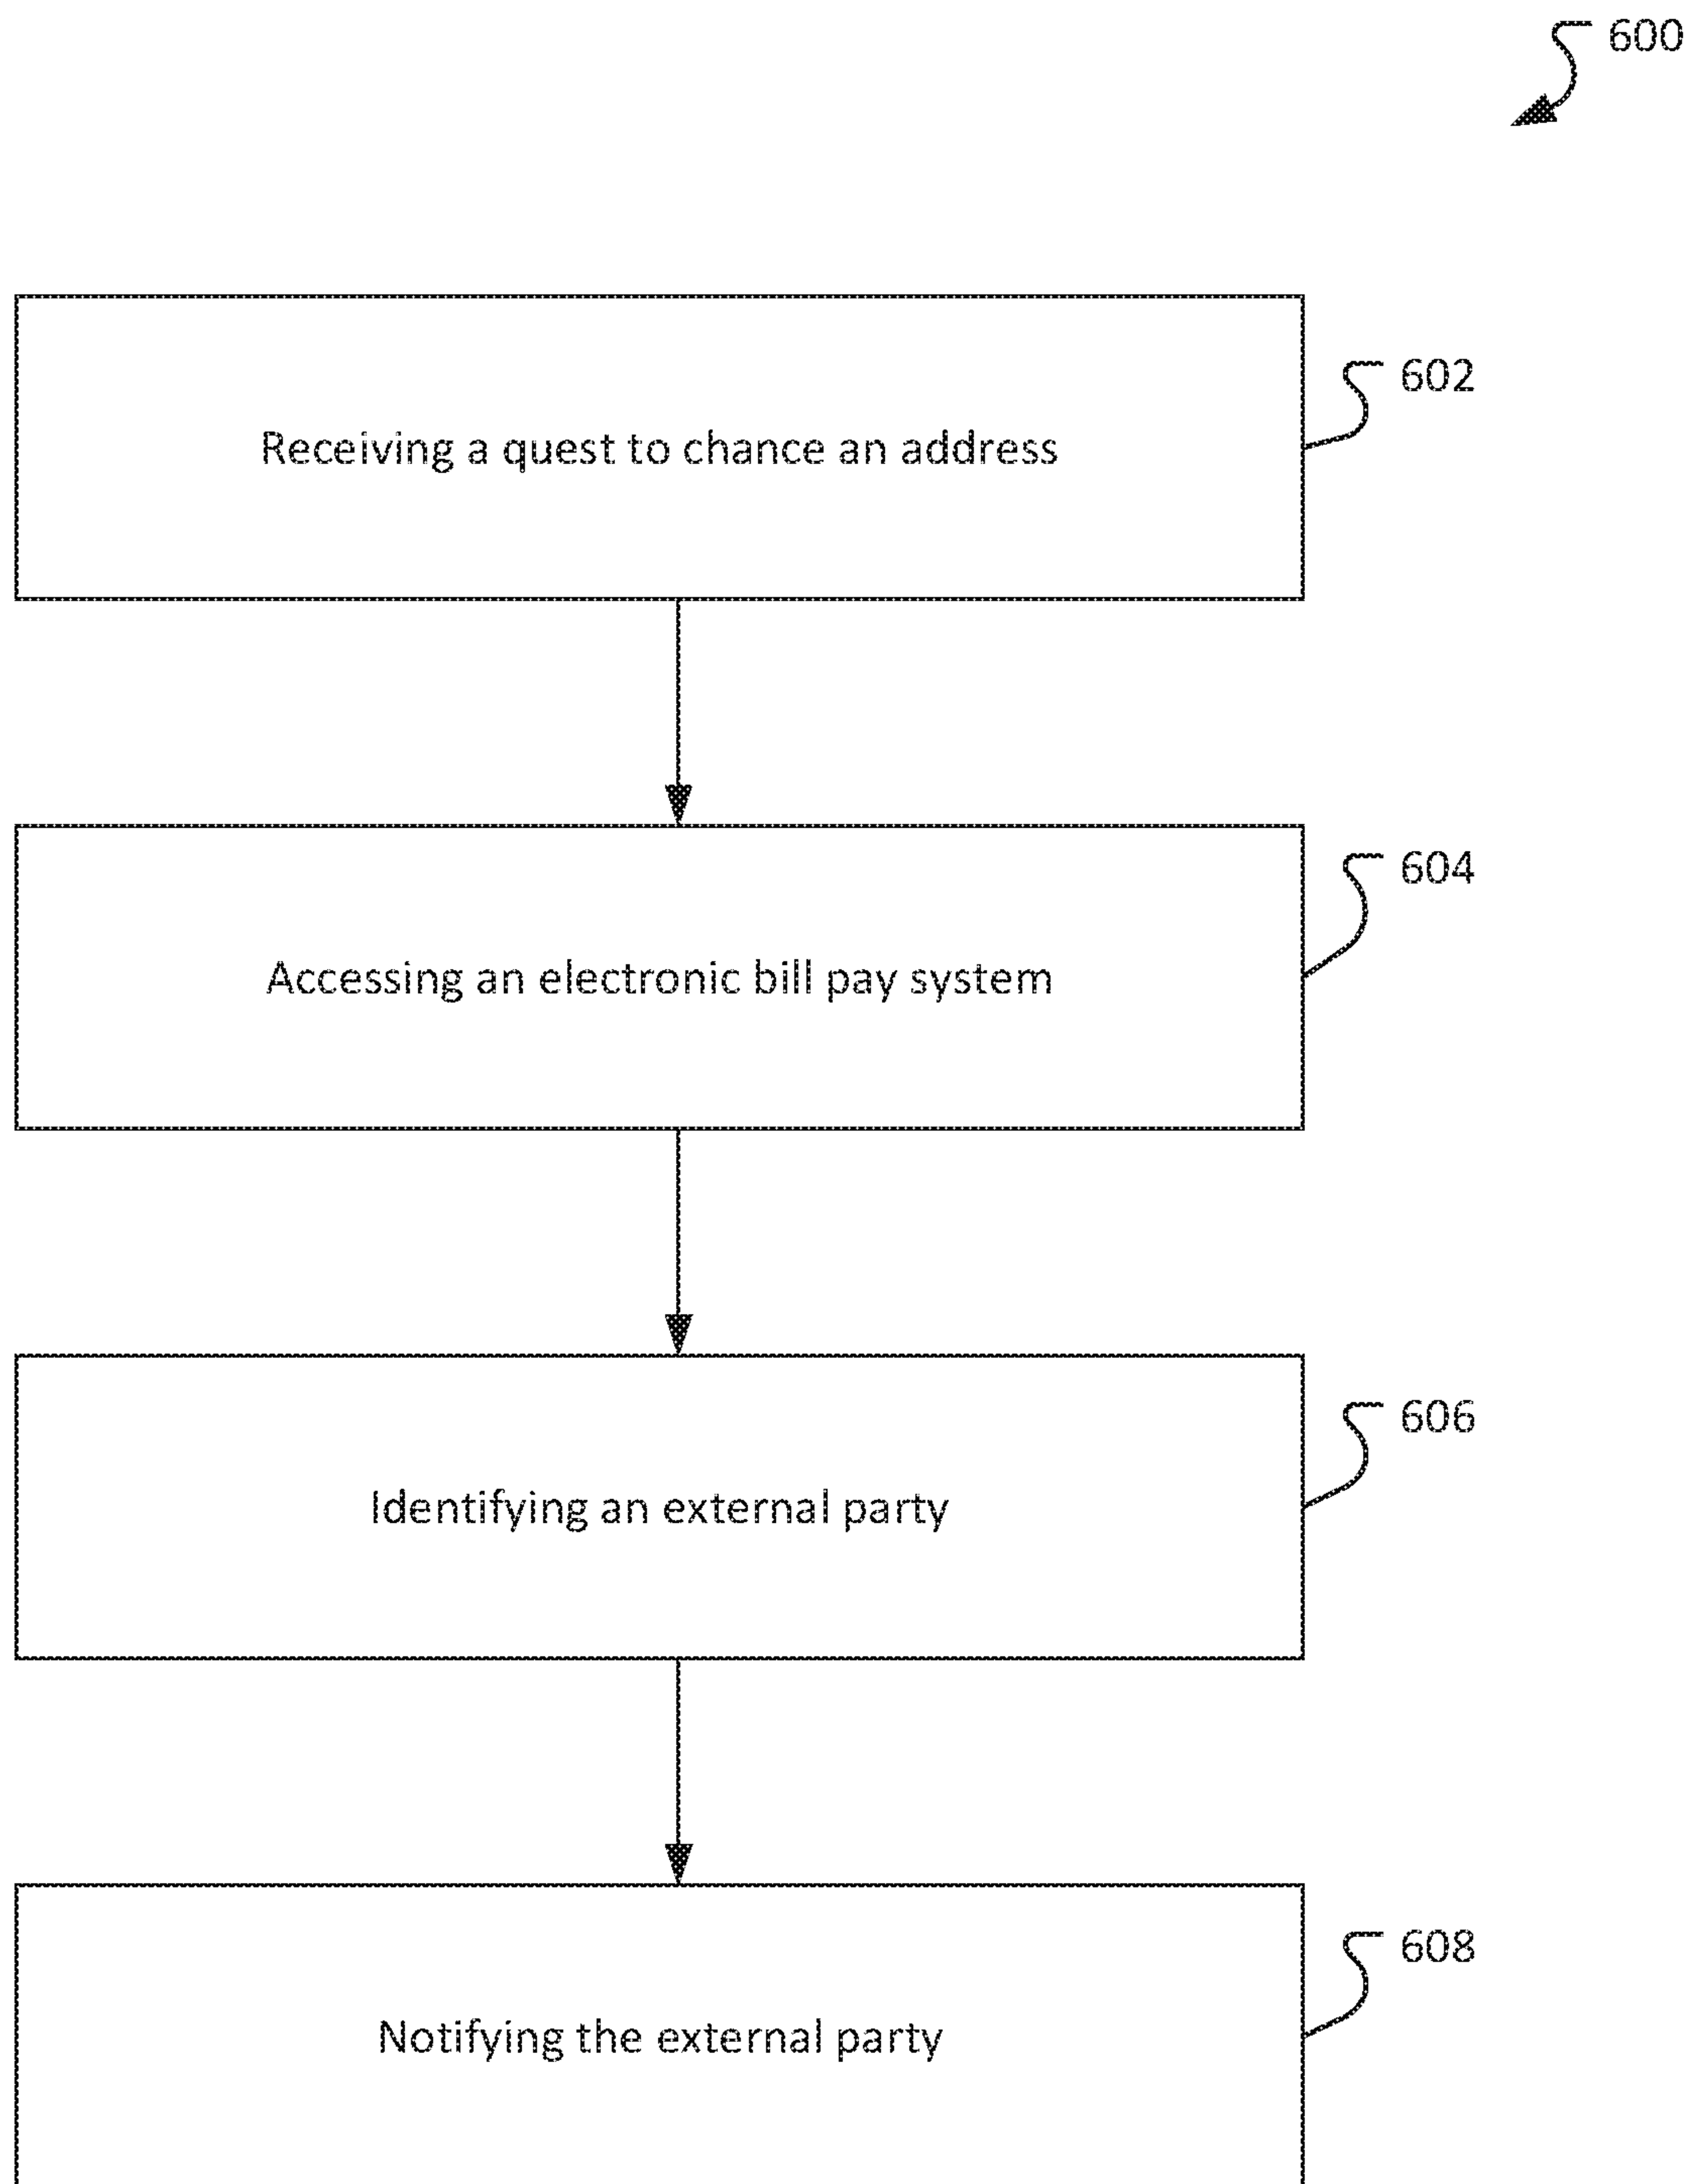 600
Receiving a quest to chance an address
602
Accessing an electronic bill pay system
604
Identifying an external party
606
Notifying the external party
608